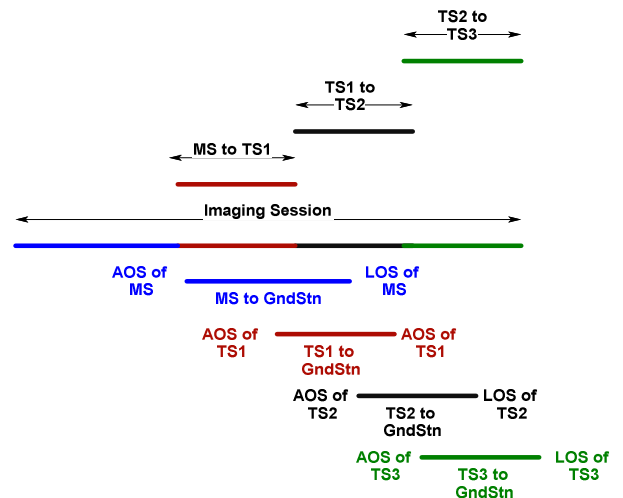 TS2 to
TS3
TS1 to
TS2
MS to TS1
Imaging Session
AOS of
MS
MS to GndStn
LOS of
MS
AOS of
TS1
TS1 to
GndStn
AOS of
TS1
AOS of
TS2
TS2 to
GndStn
LOS of
TS2
AOS of
TS3
TS3 to
GndStn
LOS of
TS3